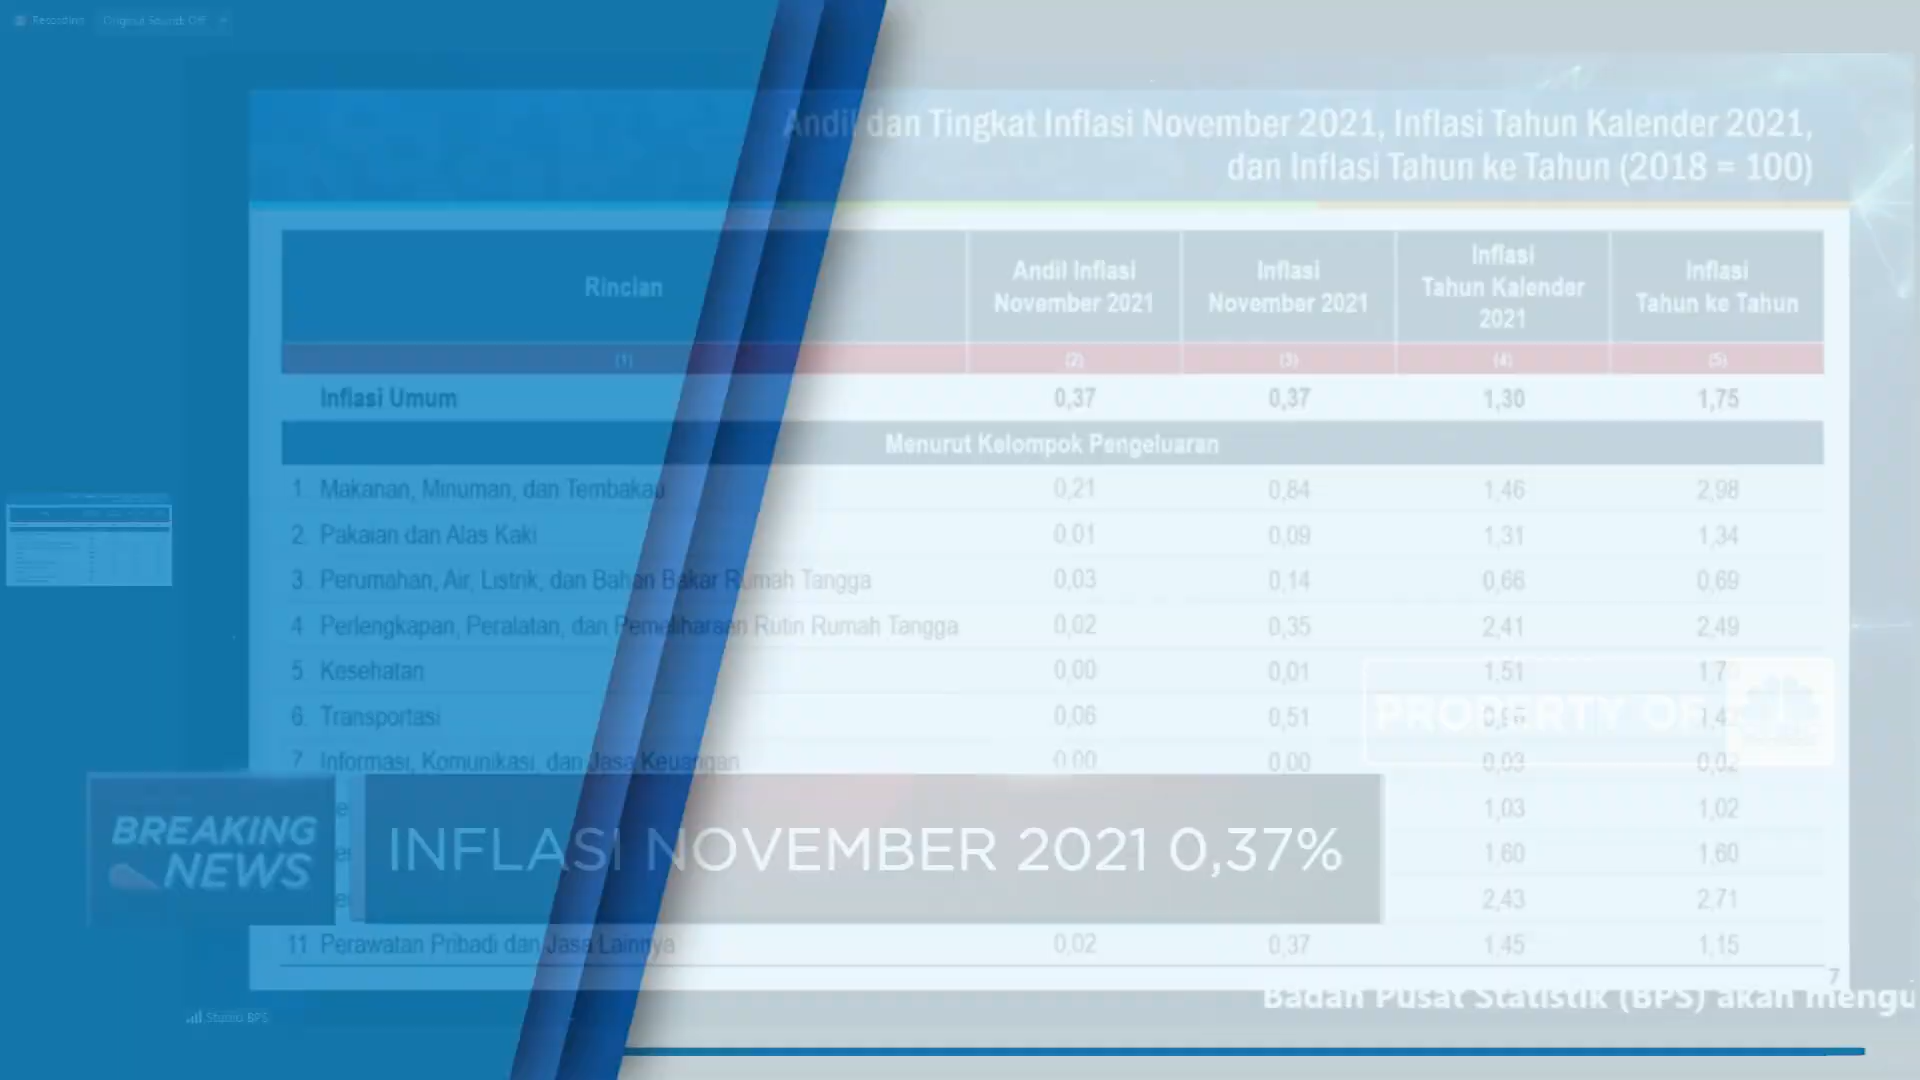 Recording
Original Sound: Off
Andil dan Tingkat Inflasi November 2021, Inflasi Tahun Kalender 2021,
dan Inflasi Tahun ke Tahun (2018 = 100)
Rincian
Andil Inflasi November 2021
Inflasi November 2021
Inflasi Tahun Kalender 2021
Inflasi Tahun ke Tahun
(1) (2) (3) (4) (5)
Inflasi Umum 0,37 0,37 1,30 1,75
Menurut Kelompok Pengeluaran
1. Makanan, Minuman, dan Tembakau 0,21 0,84 1,46 2,98
2. Pakaian dan Alas Kaki 0,01 0,09 1,31 1,34
3. Perumahan, Air, Listrik, dan Bahan Bakar Rumah Tangga 0,03 0,14 0,66 0,69
4 Perlengkapan, Peralatan, dan Pemeliharaan Rutin Rumah Tangga 0,02 0,35 2,41 2,49
5 Kesehatan 0,00 0,01 1,51
6. Transportasi 0,06 0,51
PROPERTY OF
7. Informasi, Komunikasi, dan Jasa Keuangan 0,00 0,00 0,03 0,02
1,03 1,02
1,60 1,60
2,43 2,71
BREAKING
NEWS
INFLASI NOVEMBER 2021 0,37%
11 Perawatan Pribadi dan Jasa Lainnya 0,02 0,37 1,45 1,15
7
Badan Pusat Statistik (BPS) akan mengu
Studio BPS